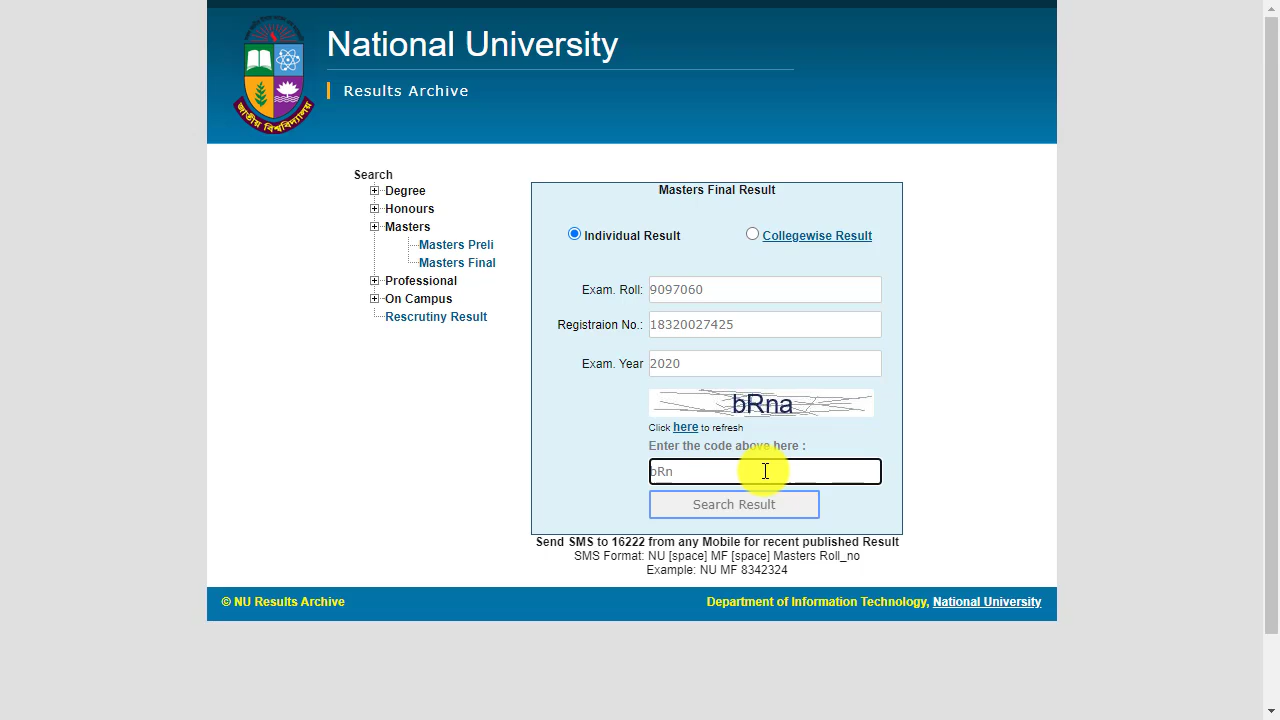 National University
Results Archive
জাতীয় বিশ্ববিদ্যালয়
Search
Degree
Honours
Masters
Masters Preli
Masters Final
Professional
On Campus
Rescrutiny Result
Masters Final Result
Individual Result
Collegewise Result
Exam. Roll: 9097060
Registraion No.: 18320027425
Exam. Year 2020
bRna
Click here to refresh
Enter the code above here :
bRn
Search Result
Send SMS to 16222 from any Mobile for recent published Result
SMS Format: NU [space] MF [space] Masters Roll_no
Example: NU MF 8342324
© NU Results Archive
Department of Information Technology, National University